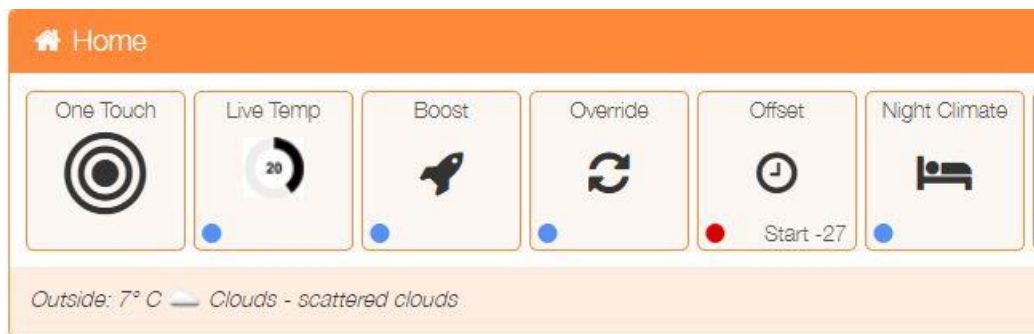 Home
One Touch
Live Temp
Boost
Override
Offset
Night Climate
20
Start -27
Outside: 7° C Clouds - scattered clouds